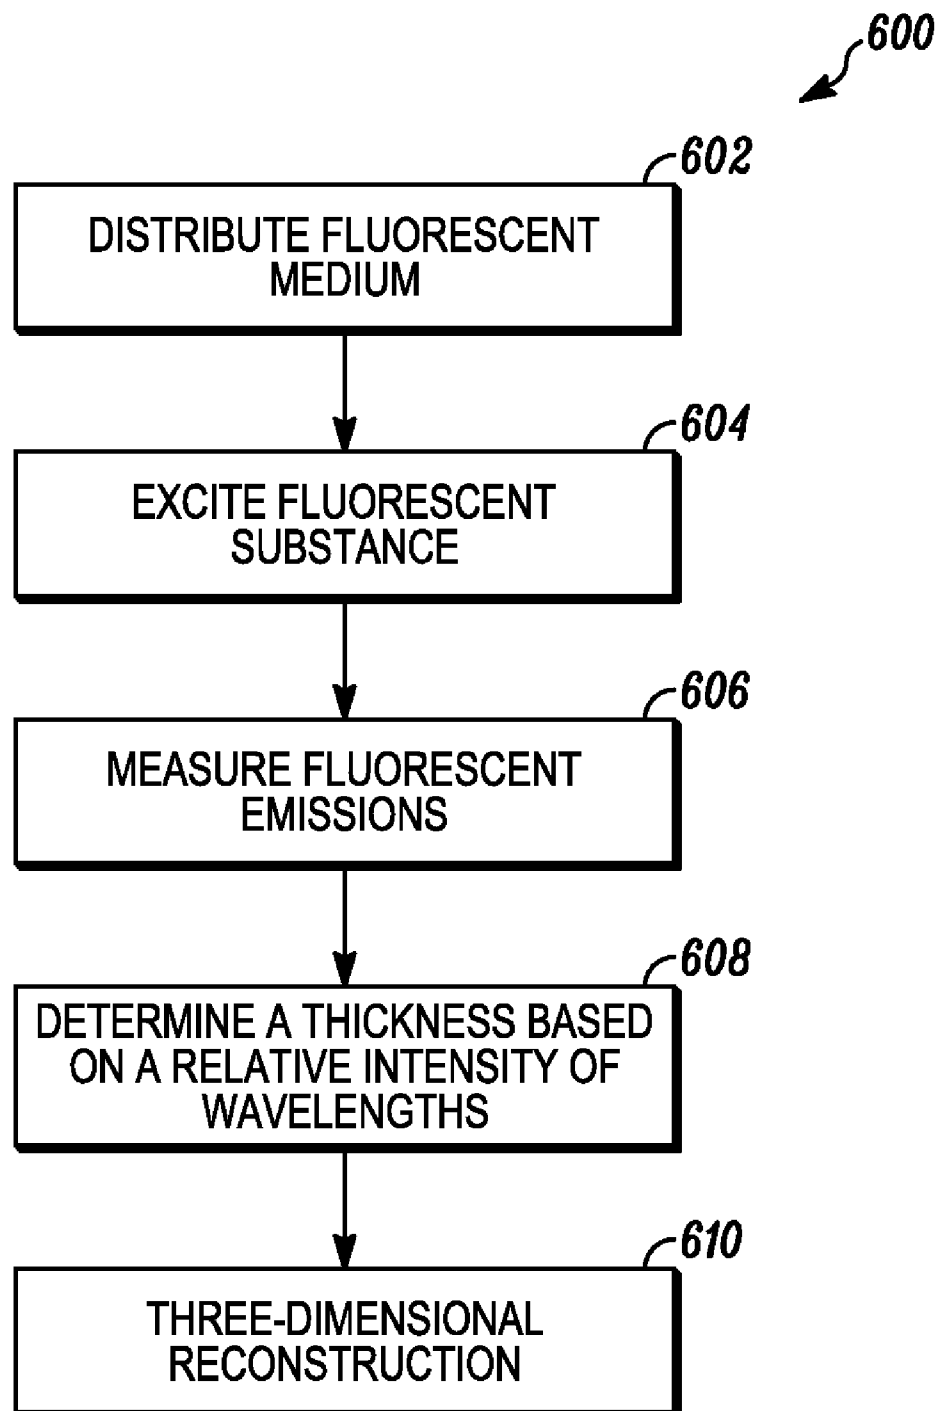 600
602
DISTRIBUTE FLUORESCENT
MEDIUM
604
EXCITE FLUORESCENT
SUBSTANCE
606
MEASURE FLUORESCENT
EMISSIONS
608
DETERMINE A THICKNESS BASED
ON A RELATIVE INTENSITY OF
WAVELENGTHS
610
THREE-DIMENSIONAL
RECONSTRUCTION